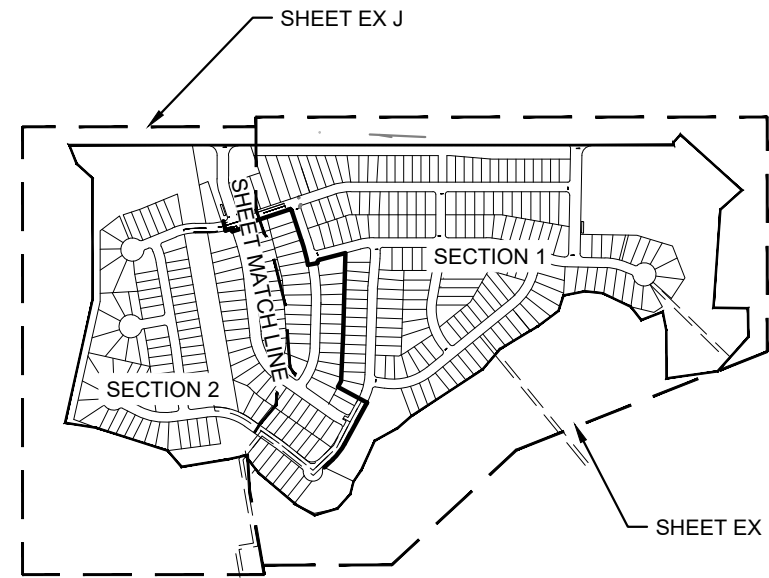 SHEET EX J
SHEET MATCH LINE
SECTION 1
SECTION 2
SHEET EX